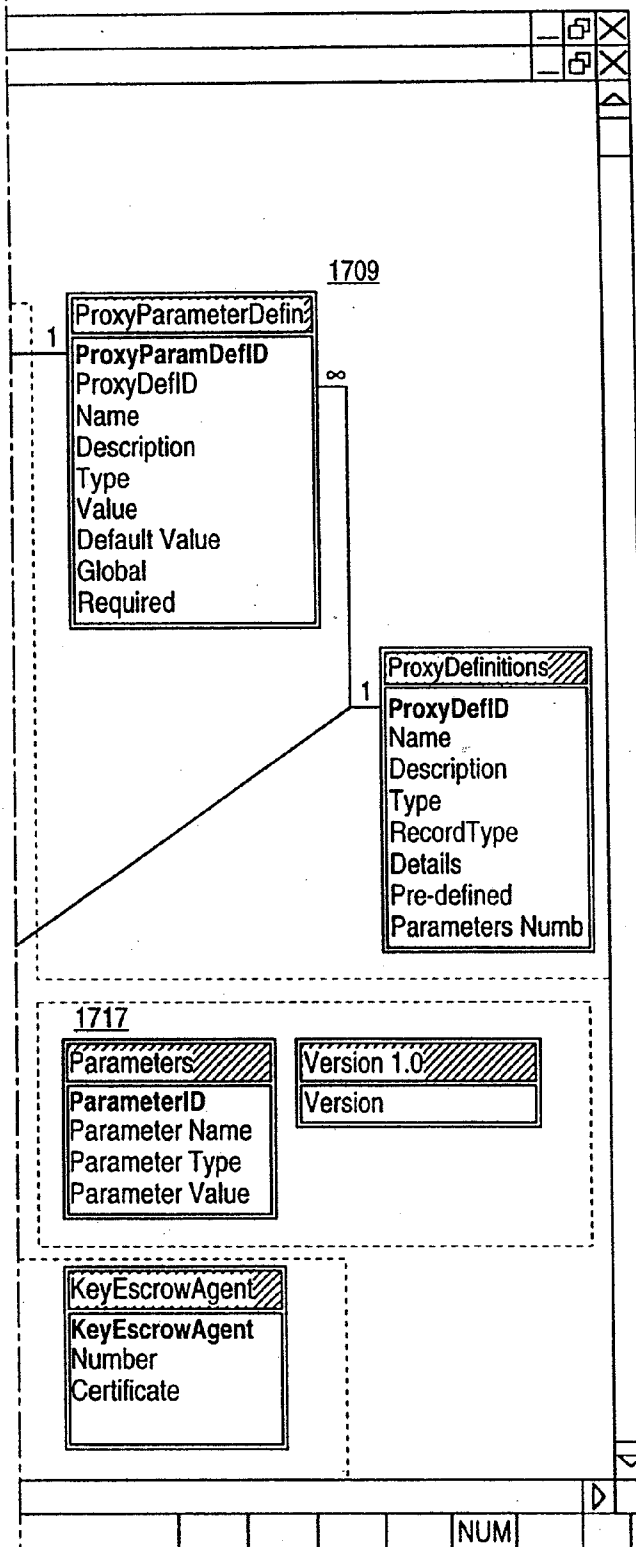 1709
ProxyParameterDefin
1
ProxyParamDefID
∞
ProxyDefID
Name
Description
Type
Value
Default Value
Global
Required
ProxyDefinitions
1
ProxyDefID
Name
Description
Type
RecordType
Details
Pre-defined
Parameters Numb
1717
Parameters
ParameterID
Parameter Name
Parameter Type
Parameter Value
Version 1.0
Version
KeyEscrowAgent
KeyEscrowAgent
Number
Certificate
NUM